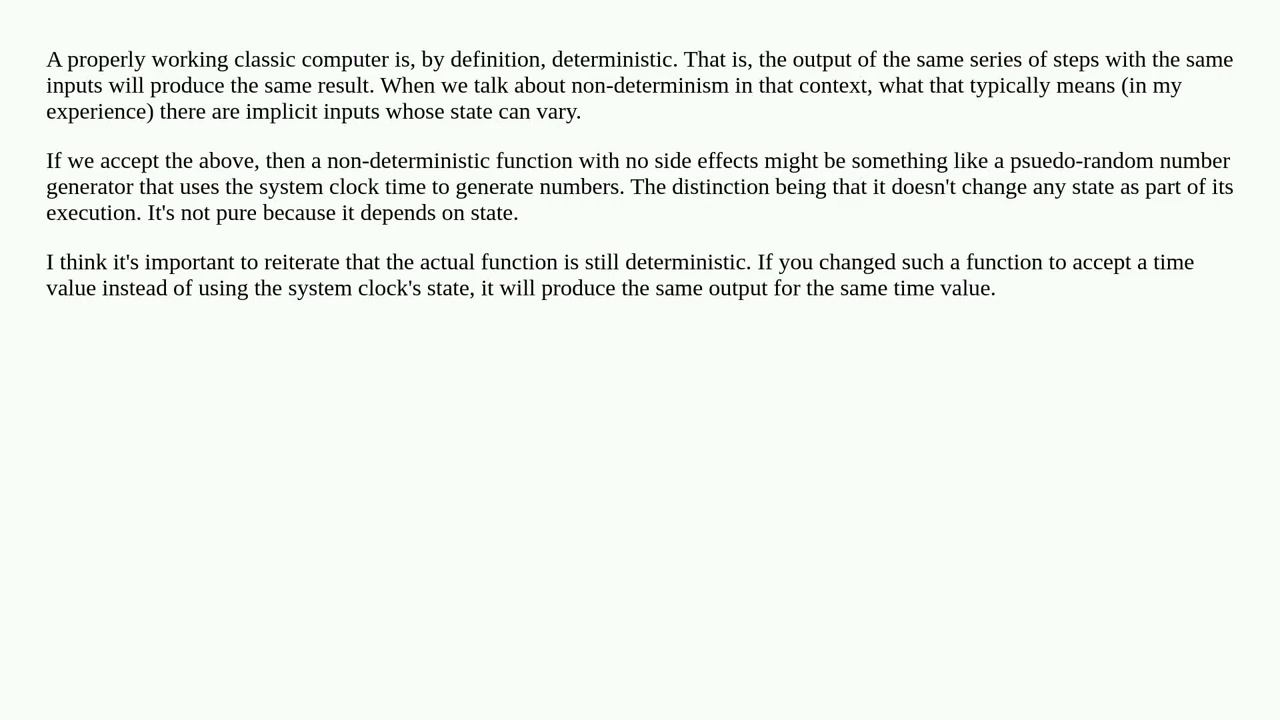 A properly working classic computer is, by definition, deterministic. That is, the output of the same series of steps with the same
inputs will produce the same result. When we talk about non-determinism in that context, what that typically means (in my
experience) there are implicit inputs whose state can vary.
If we accept the above, then a non-deterministic function with no side effects might be something like a psuedo-random number
generator that uses the system clock time to generate numbers. The distinction being that it doesn't change any state as part of its
execution. It's not pure because it depends on state.
I think it's important to reiterate that the actual function is still deterministic. If you changed such a function to accept a time
value instead of using the system clock's state, it will produce the same output for the same time value.